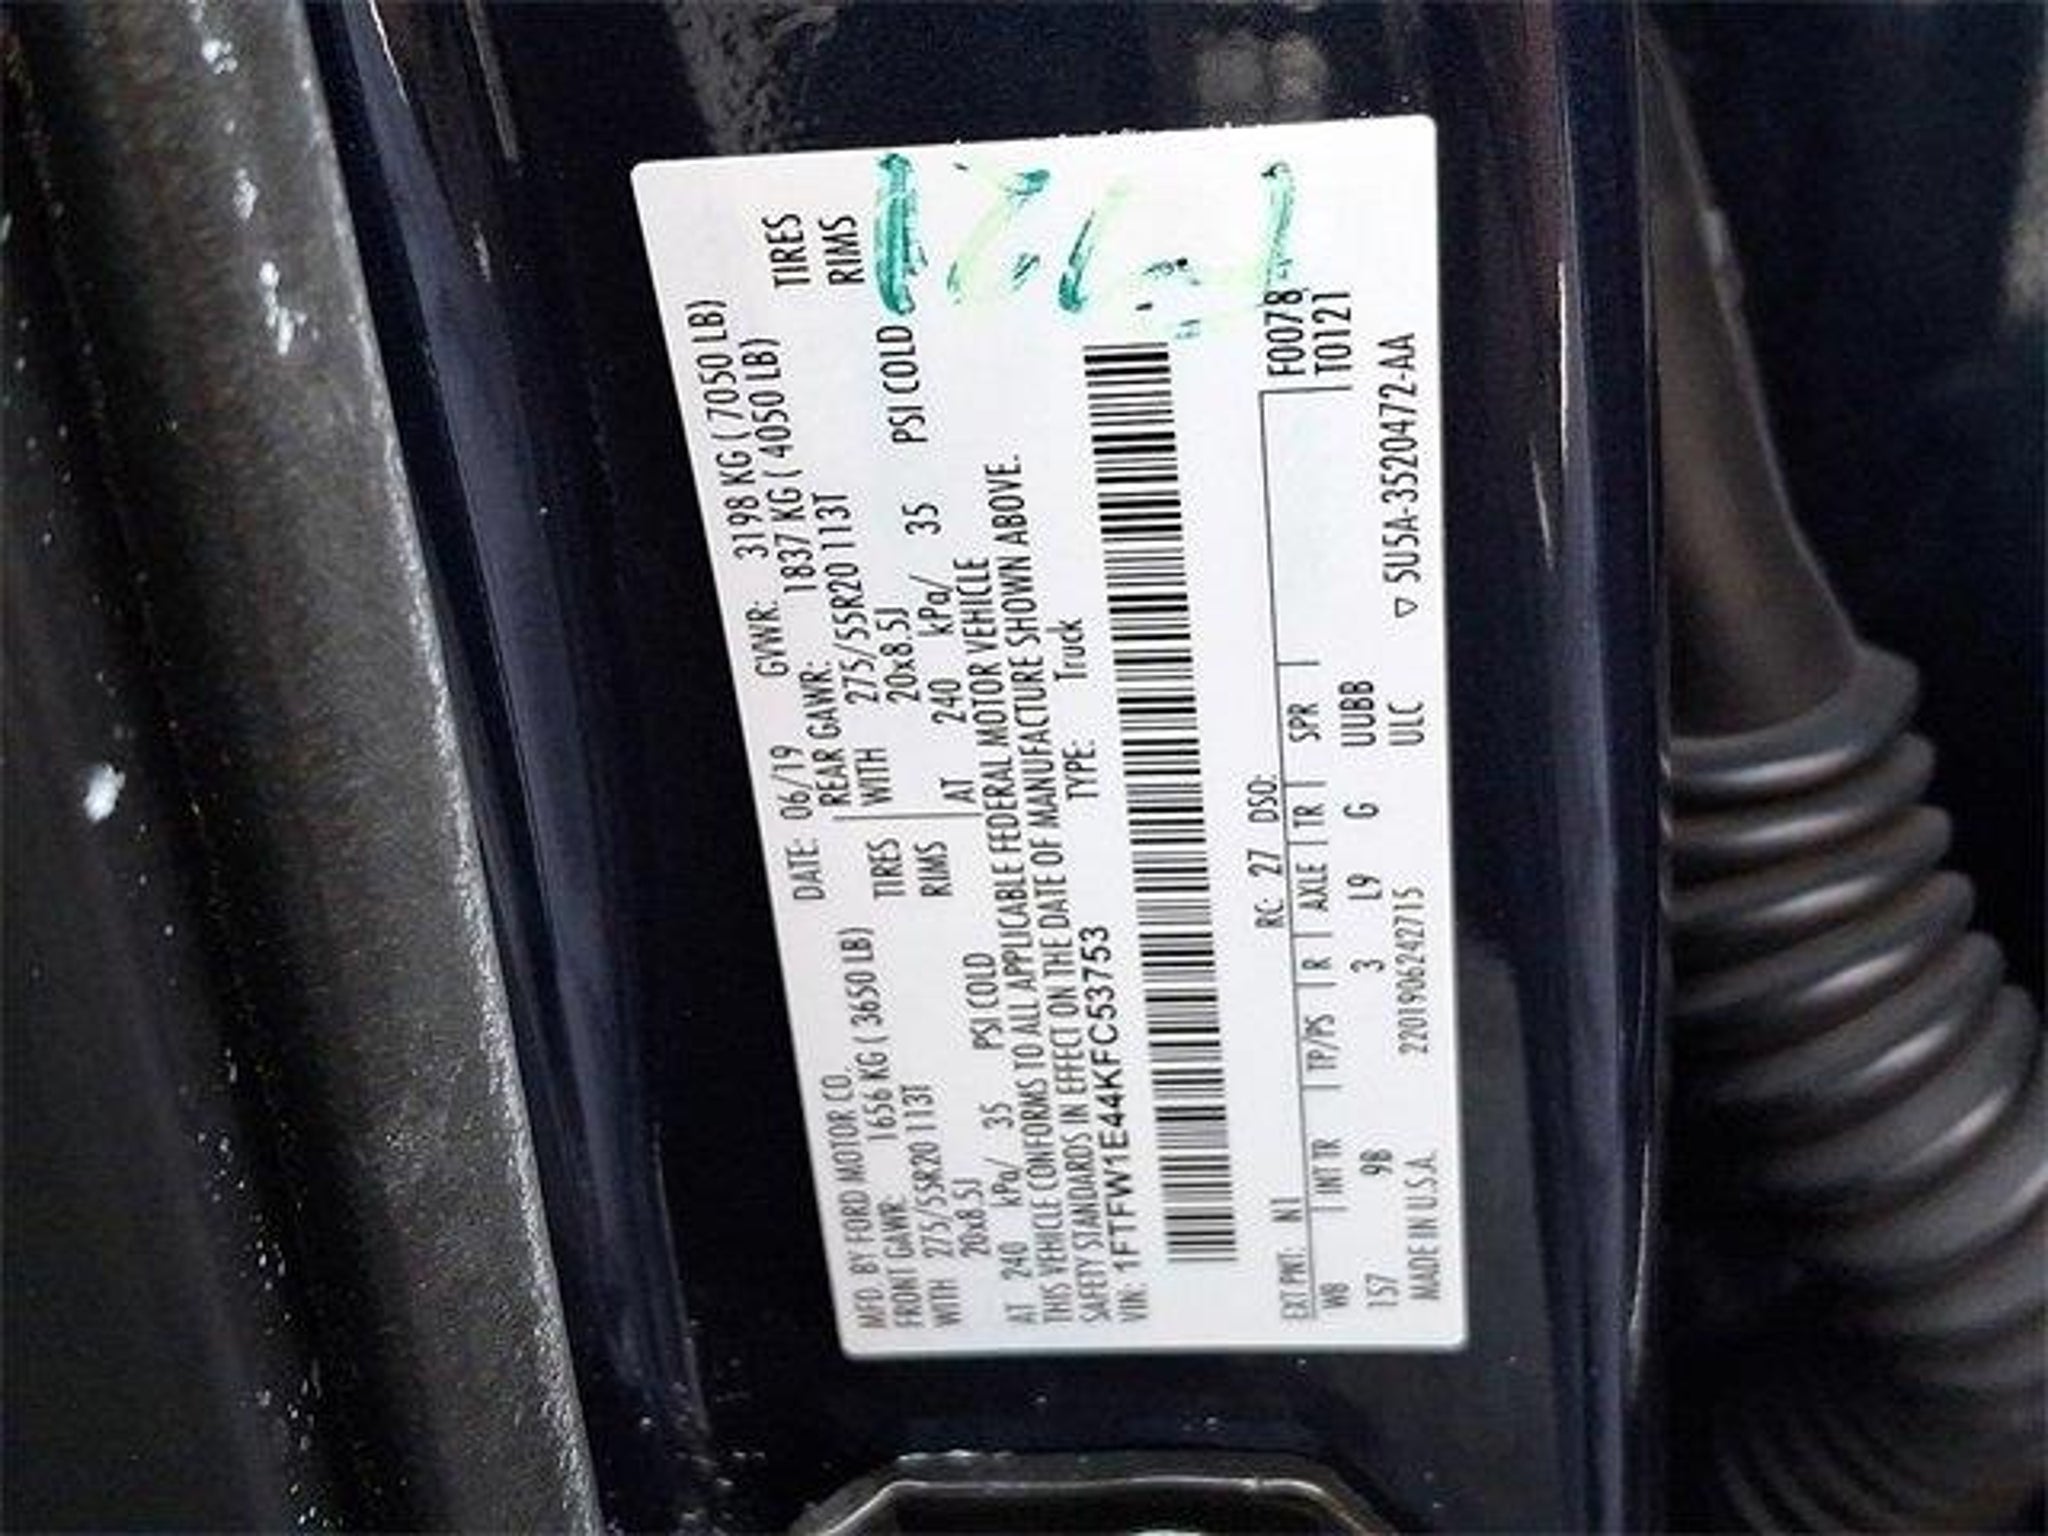 MFD. BY FORD MOTOR CO. DATE: 06/19 GVWR: 3198 KG ( 7050 LB)
FRONT GAWR: 1656 KG ( 3650 LB) REAR GAWR: 1837 KG ( 4050 LB)
WITH 275/55R20 113T TIRES WITH 275/55R20 113T TIRES
20x8.5J RIMS 20x8.5J RIMS
AT 240 kPa/ 35 PSI COLD AT 240 kPa/ 35 PSI COLD
THIS VEHICLE CONFORMS TO ALL APPLICABLE FEDERAL MOTOR VEHICLE
SAFETY STANDARDS IN EFFECT ON THE DATE OF MANUFACTURE SHOWN ABOVE.
VIN: 1FTFW1E44KFC53753 TYPE: Truck
EXT PNT: N1 RC: 27 DSO:
WB INT TR TP/PS R AXLE TR SPR F0078
157 9B 3 L9 G UUBB T0121
MADE IN U.S.A. 220190624271S ULC ▽ 5U5A-3520472-AA